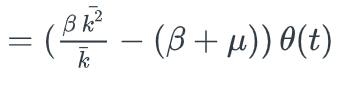 = ( β k̄² / k̄ − (β + μ)) θ(t)